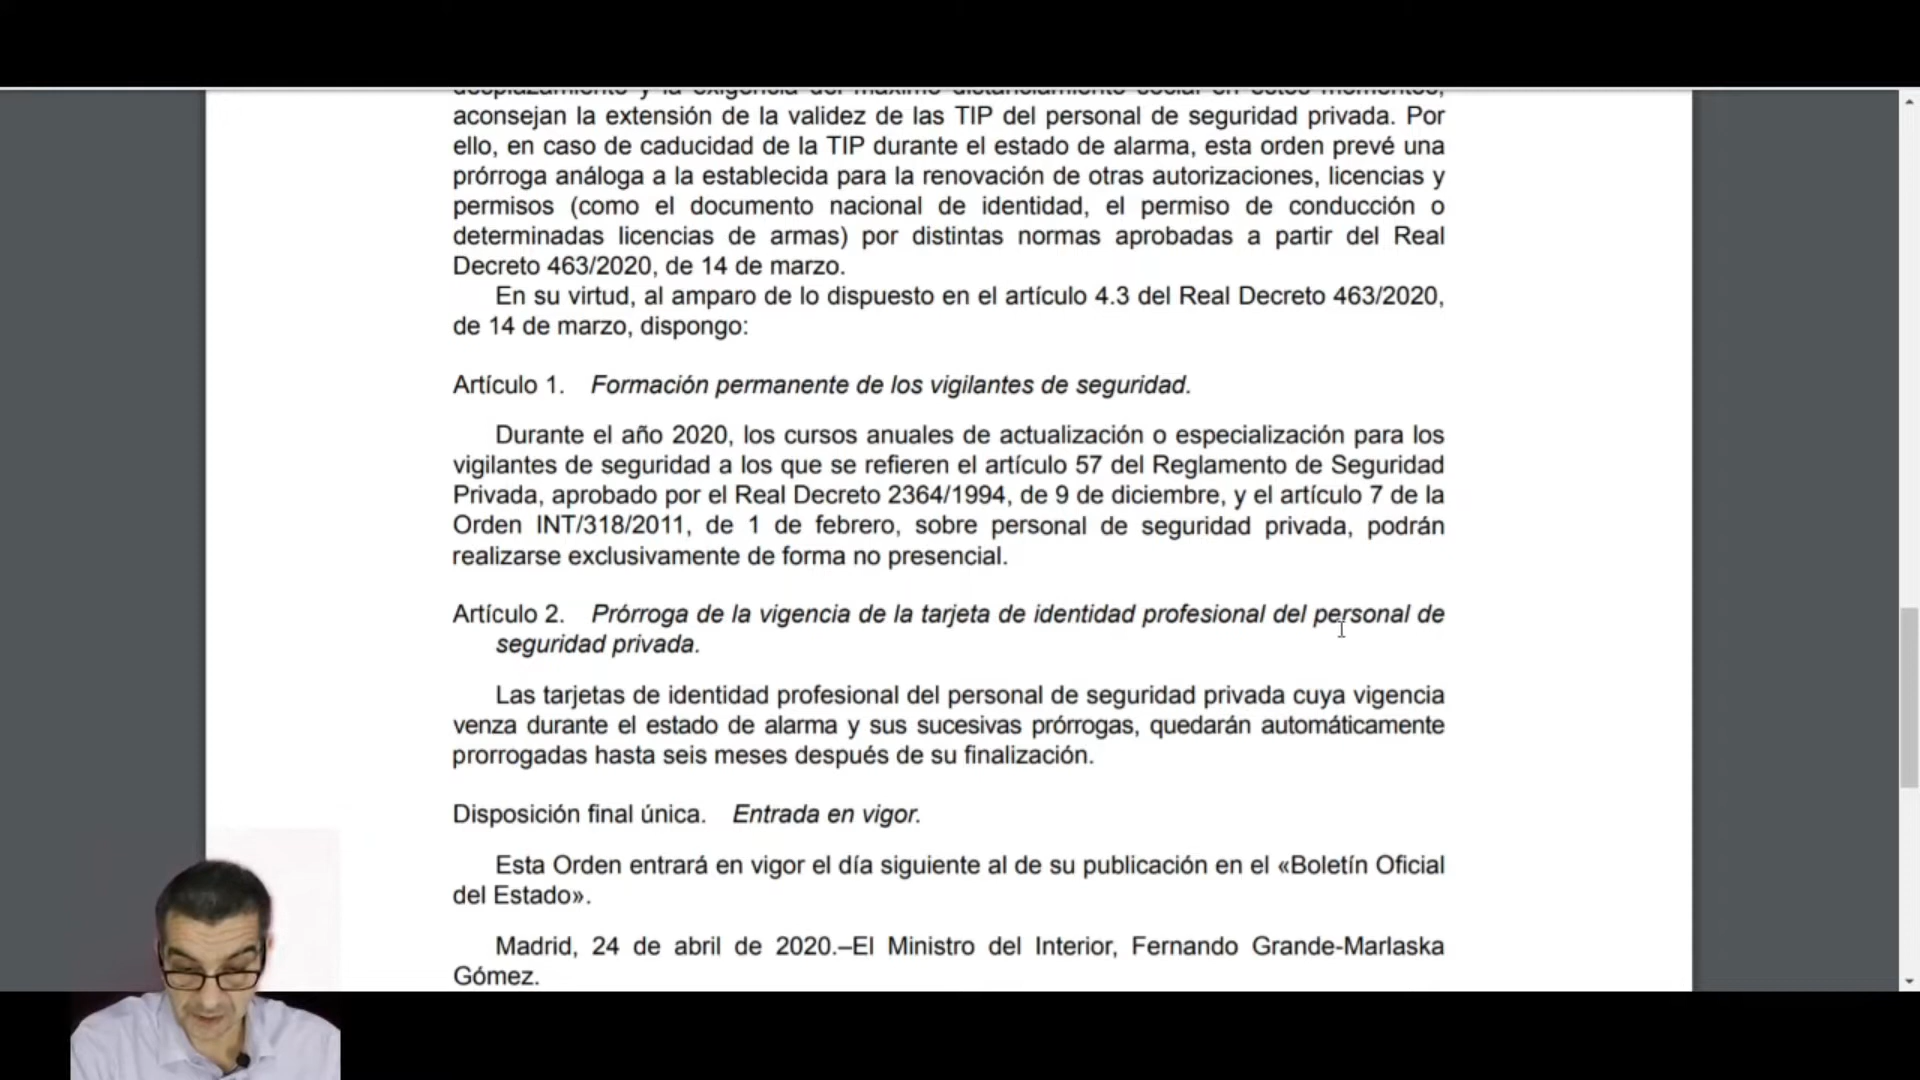 desplazamiento y la exigencia del máximo distanciamiento social en estos momentos,
aconsejan la extensión de la validez de las TIP del personal de seguridad privada. Por
ello, en caso de caducidad de la TIP durante el estado de alarma, esta orden prevé una
prórroga análoga a la establecida para la renovación de otras autorizaciones, licencias y
permisos (como el documento nacional de identidad, el permiso de conducción o
determinadas licencias de armas) por distintas normas aprobadas a partir del Real
Decreto 463/2020, de 14 de marzo.
En su virtud, al amparo de lo dispuesto en el artículo 4.3 del Real Decreto 463/2020,
de 14 de marzo, dispongo:
Artículo 1. Formación permanente de los vigilantes de seguridad.
Durante el año 2020, los cursos anuales de actualización o especialización para los
vigilantes de seguridad a los que se refieren el artículo 57 del Reglamento de Seguridad
Privada, aprobado por el Real Decreto 2364/1994, de 9 de diciembre, y el artículo 7 de la
Orden INT/318/2011, de 1 de febrero, sobre personal de seguridad privada, podrán
realizarse exclusivamente de forma no presencial.
Artículo 2. Prórroga de la vigencia de la tarjeta de identidad profesional del personal de
seguridad privada.
Las tarjetas de identidad profesional del personal de seguridad privada cuya vigencia
venza durante el estado de alarma y sus sucesivas prórrogas, quedarán automáticamente
prorrogadas hasta seis meses después de su finalización.
Disposición final única. Entrada en vigor.
Esta Orden entrará en vigor el día siguiente al de su publicación en el «Boletín Oficial
del Estado».
Madrid, 24 de abril de 2020.–El Ministro del Interior, Fernando Grande-Marlaska
Gómez.